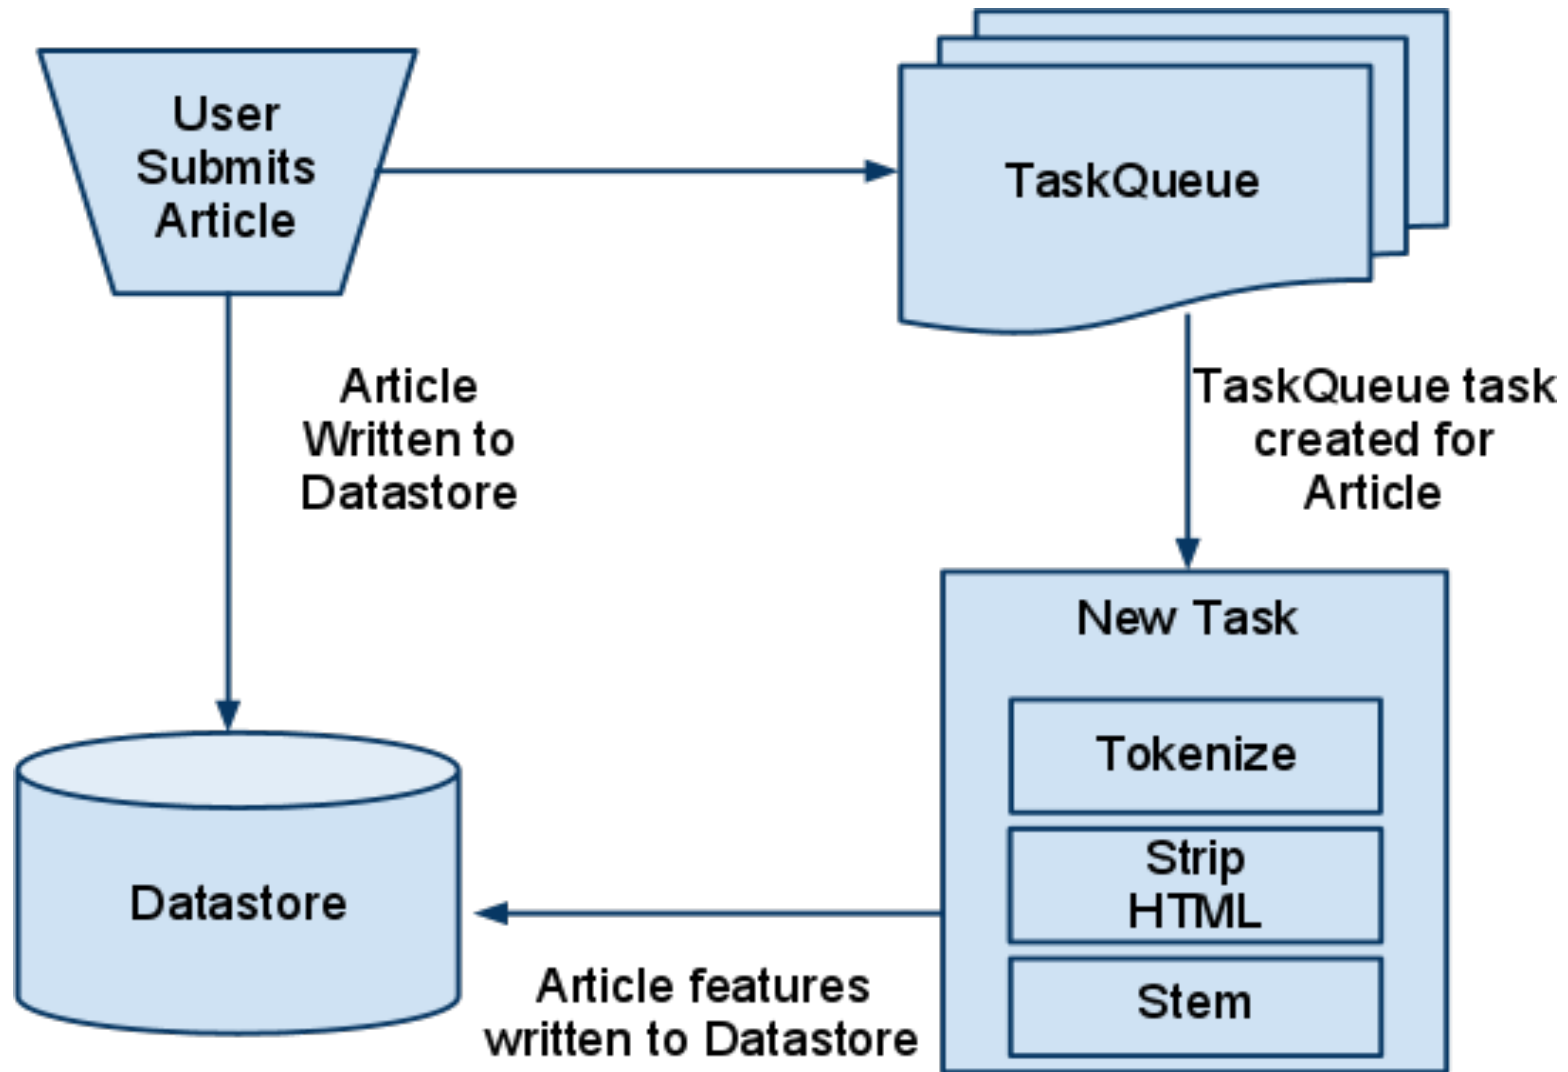 User
Submits
Article
TaskQueue
Article
Written to
Datastore
TaskQueue task
created for
Article
New Task
Tokenize
Strip
HTML
Stem
Datastore
Article features
written to Datastore